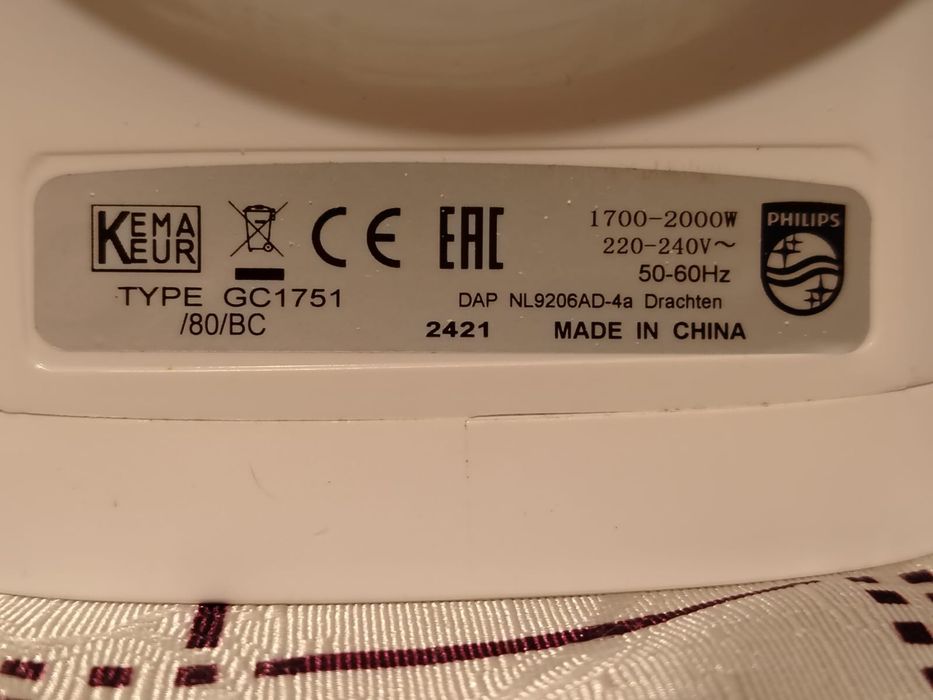 KEMA
KEUR
CE
EAC
1700-2000W
220-240V~
50-60Hz
PHILIPS
TYPE GC1751
/80/BC
DAP NL9206AD-4a Drachten
2421 MADE IN CHINA